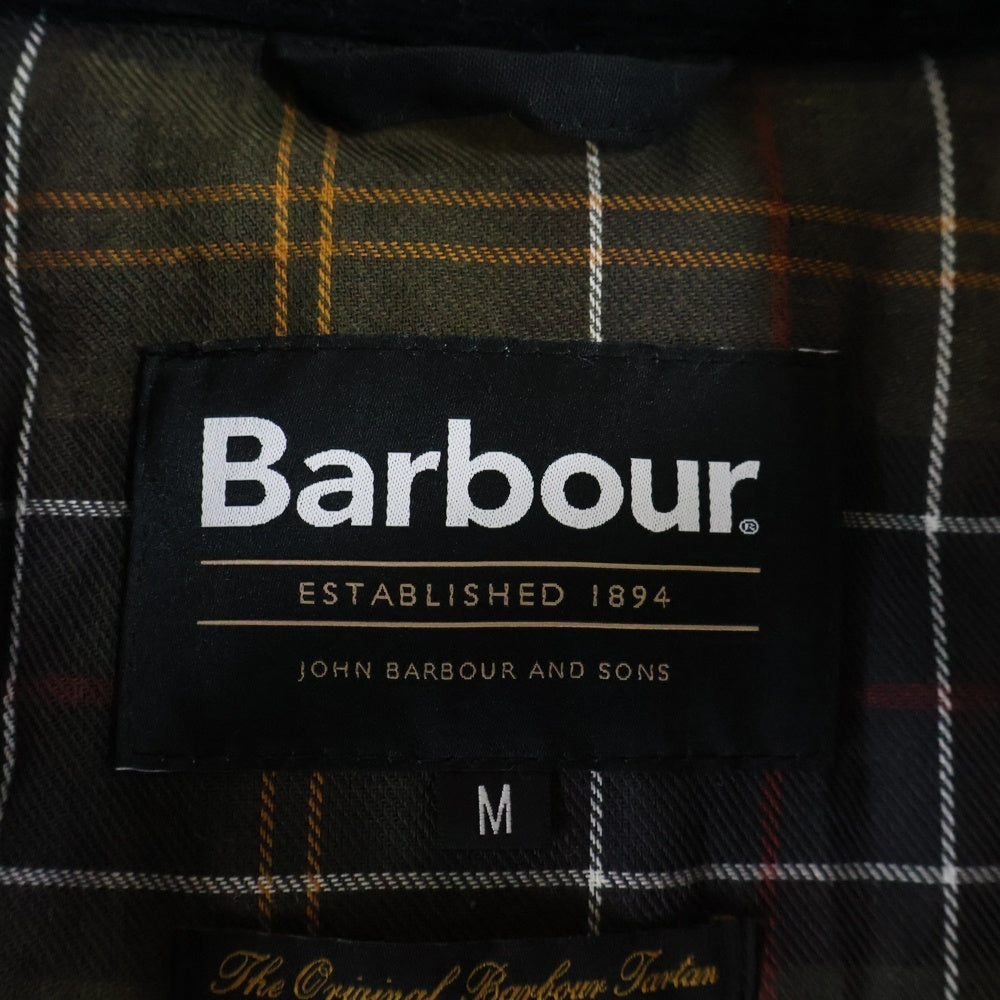 Barbour®
ESTABLISHED 1894
JOHN BARBOUR AND SONS
M
The Original Barbour Tartan